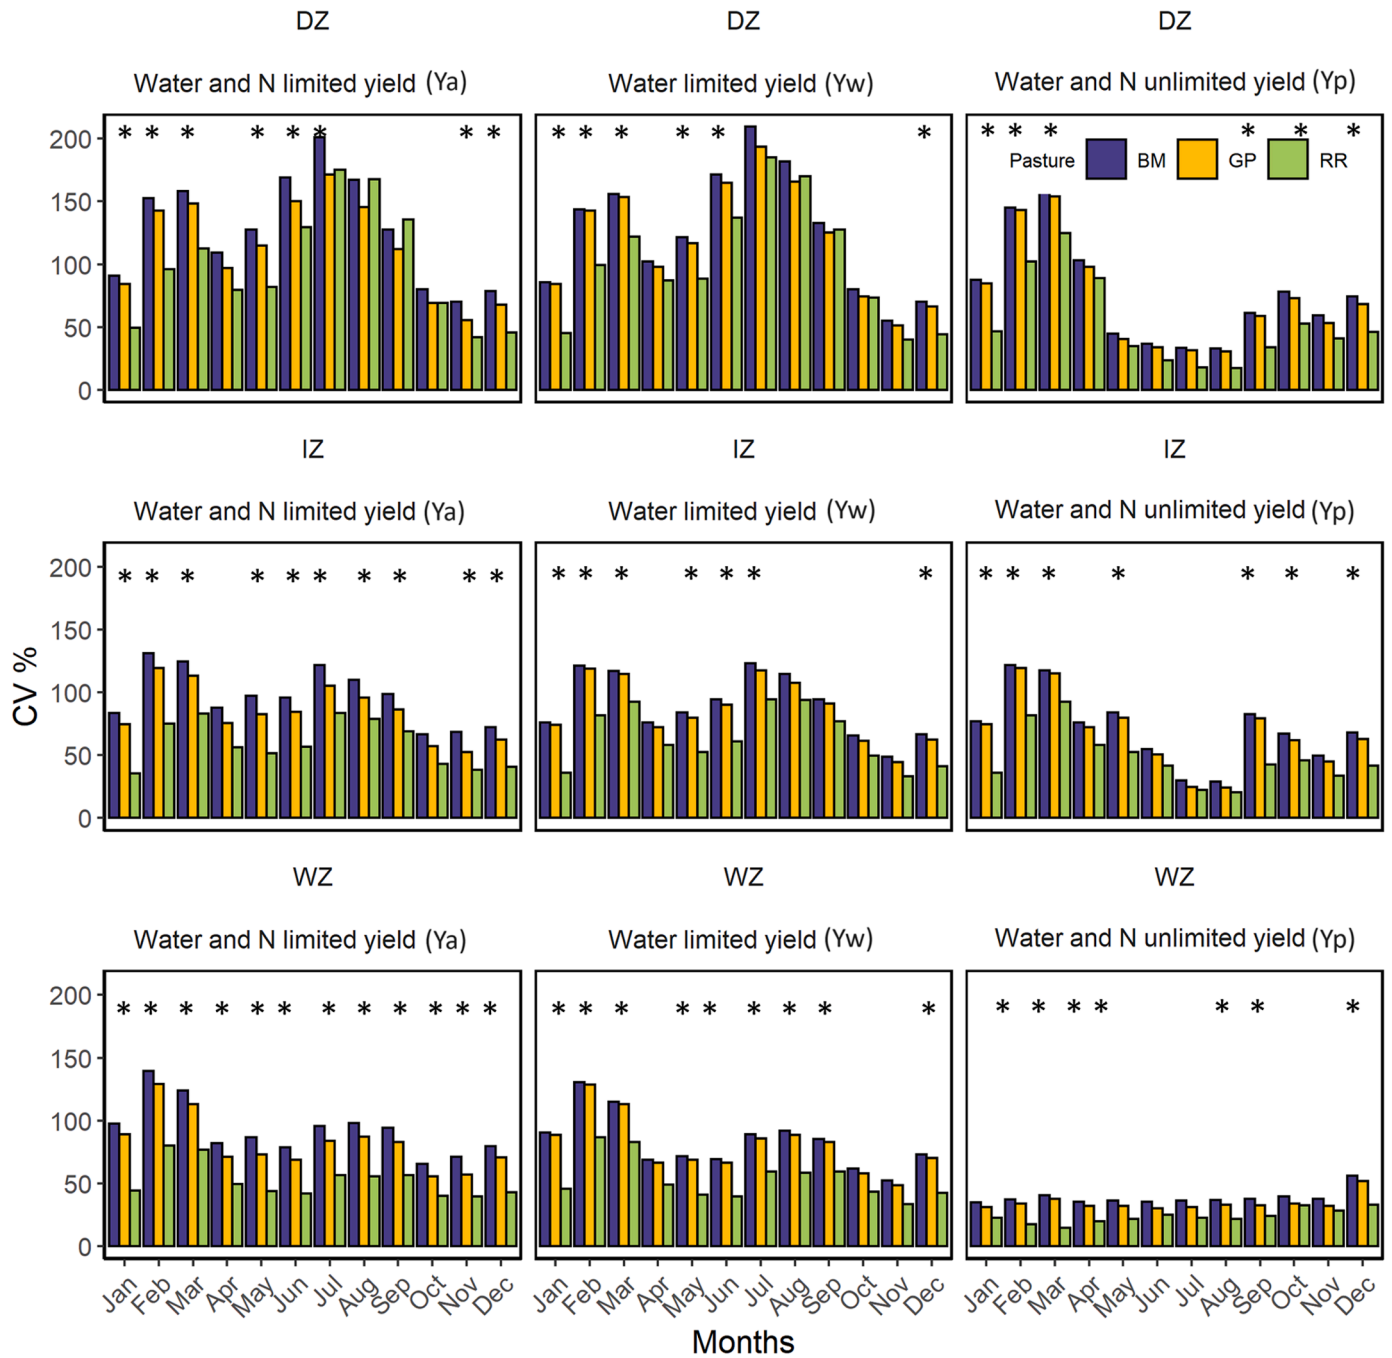 DZ DZ DZ
Water and N limited yield (Ya) Water limited yield (Yw) Water and N unlimited yield (Yp)
* * * * * * * *
* * * * * *
* * * * * *
Pasture BM GP RR
200
150
100
50
0
IZ IZ IZ
Water and N limited yield (Ya) Water limited yield (Yw) Water and N unlimited yield (Yp)
* * * * * * * * * *
* * * * * * *
* * * * * * *
200
150
100
50
0
CV %
WZ WZ WZ
Water and N limited yield (Ya) Water limited yield (Yw) Water and N unlimited yield (Yp)
* * * * * * * * * * * *
* * * * * * * * *
* * * * * * *
200
150
100
50
0
Jan Feb Mar Apr May Jun Jul Aug Sep Oct Nov Dec
Jan Feb Mar Apr May Jun Jul Aug Sep Oct Nov Dec
Jan Feb Mar Apr May Jun Jul Aug Sep Oct Nov Dec
Months